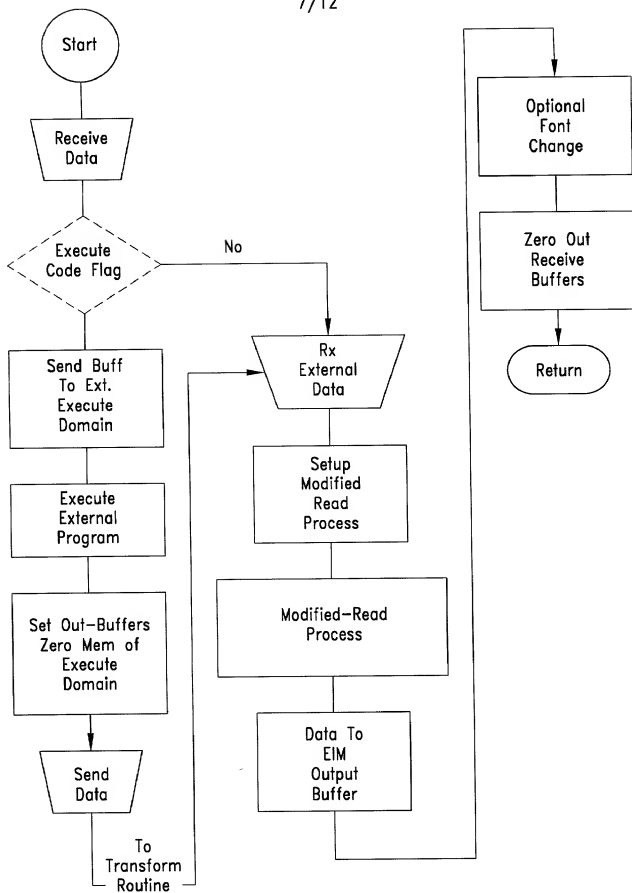 7/12
Start
Receive
Data
Execute
Code Flag
No
Send Buff
To Ext.
Execute
Domain
Execute
External
Program
Set Out-Buffers
Zero Mem of
Execute
Domain
Send
Data
To
Transform
Routine
Rx
External
Data
Setup
Modified
Read
Process
Modified-Read
Process
Data To
EIM
Output
Buffer
Optional
Font
Change
Zero Out
Receive
Buffers
Return